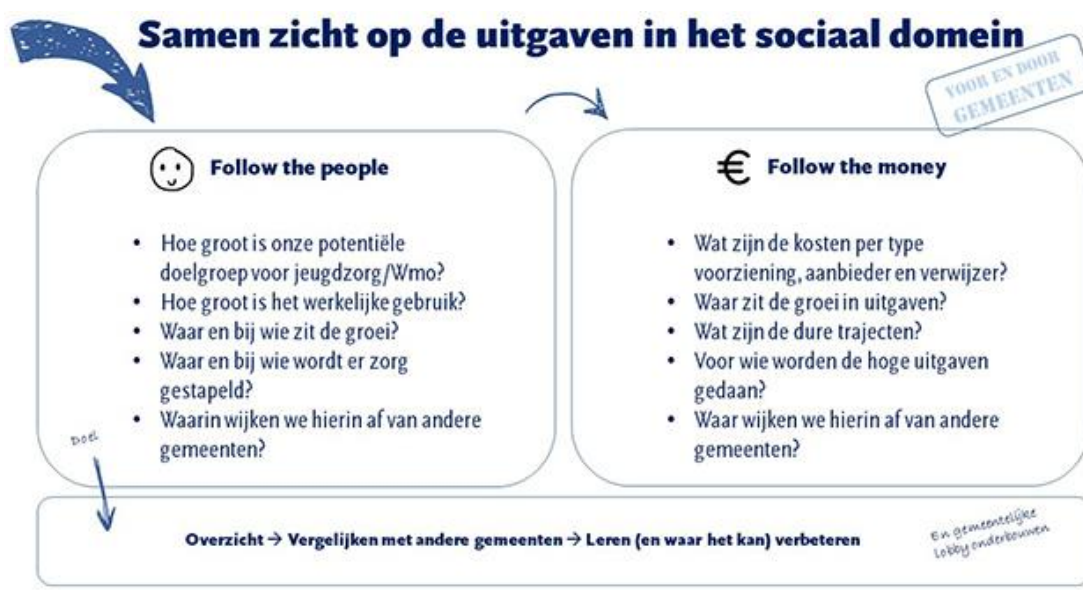 Samen zicht op de uitgaven in het sociaal domein
VOOR EN DOOR
GEMEENTEN
Follow the people
• Hoe groot is onze potentiële
doelgroep voor jeugdzorg/Wmo?
• Hoe groot is het werkelijke gebruik?
• Waar en bij wie zit de groei?
• Waar en bij wie wordt er zorg
gestapeld?
• Waarin wijken we hierin af van andere
gemeenten?
€ Follow the money
• Wat zijn de kosten per type
voorziening, aanbieder en verwijzer?
• Waar zit de groei in uitgaven?
• Wat zijn de dure trajecten?
• Voor wie worden de hoge uitgaven
gedaan?
• Waar wijken we hierin af van andere
gemeenten?
Doel
Overzicht → Vergelijken met andere gemeenten → Leren (en waar het kan) verbeteren
En gemeentelijke
Lobby onderbouwen